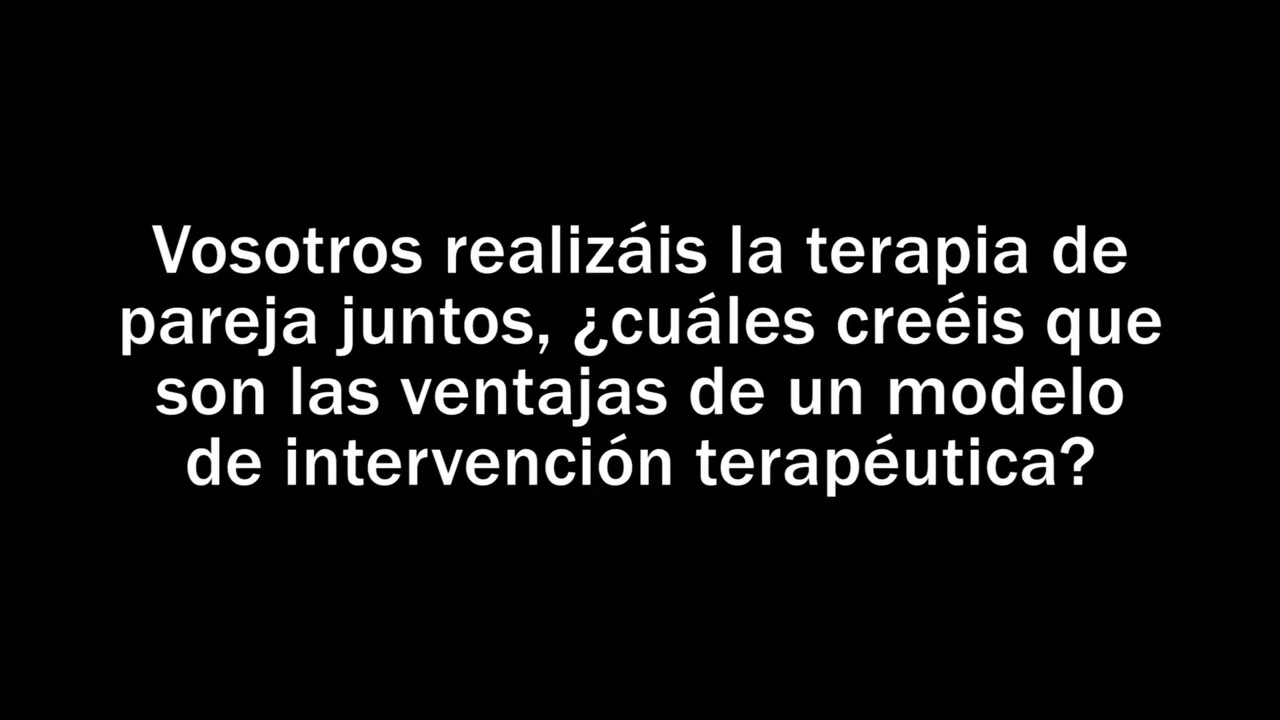 Vosotros realizáis la terapia de
pareja juntos, ¿cuáles creéis que
son las ventajas de un modelo
de intervención terapéutica?